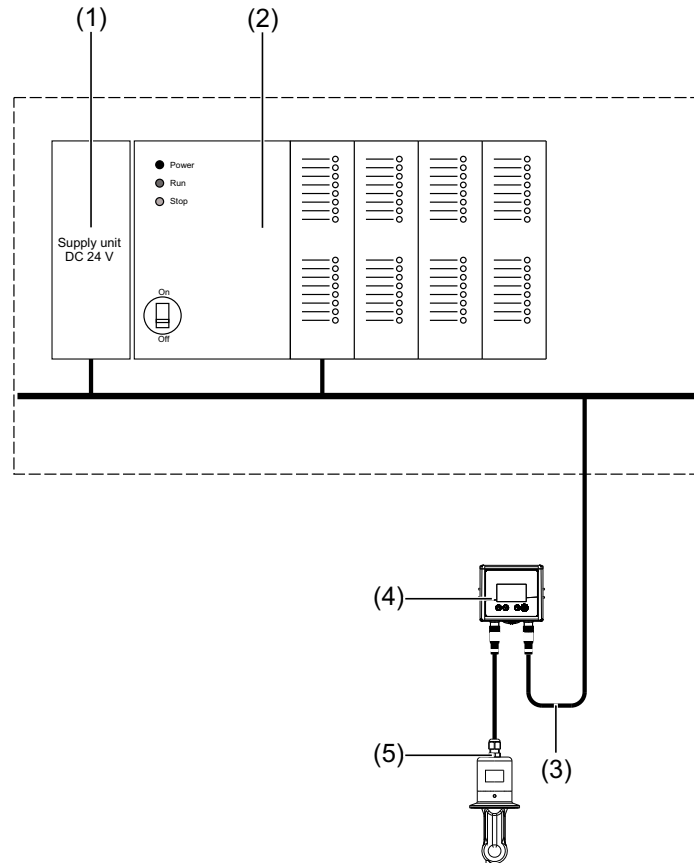 (1)
(2)
Power
Run
Stop
Supply unit
DC 24 V
On
Off
(4)
(5)
(3)